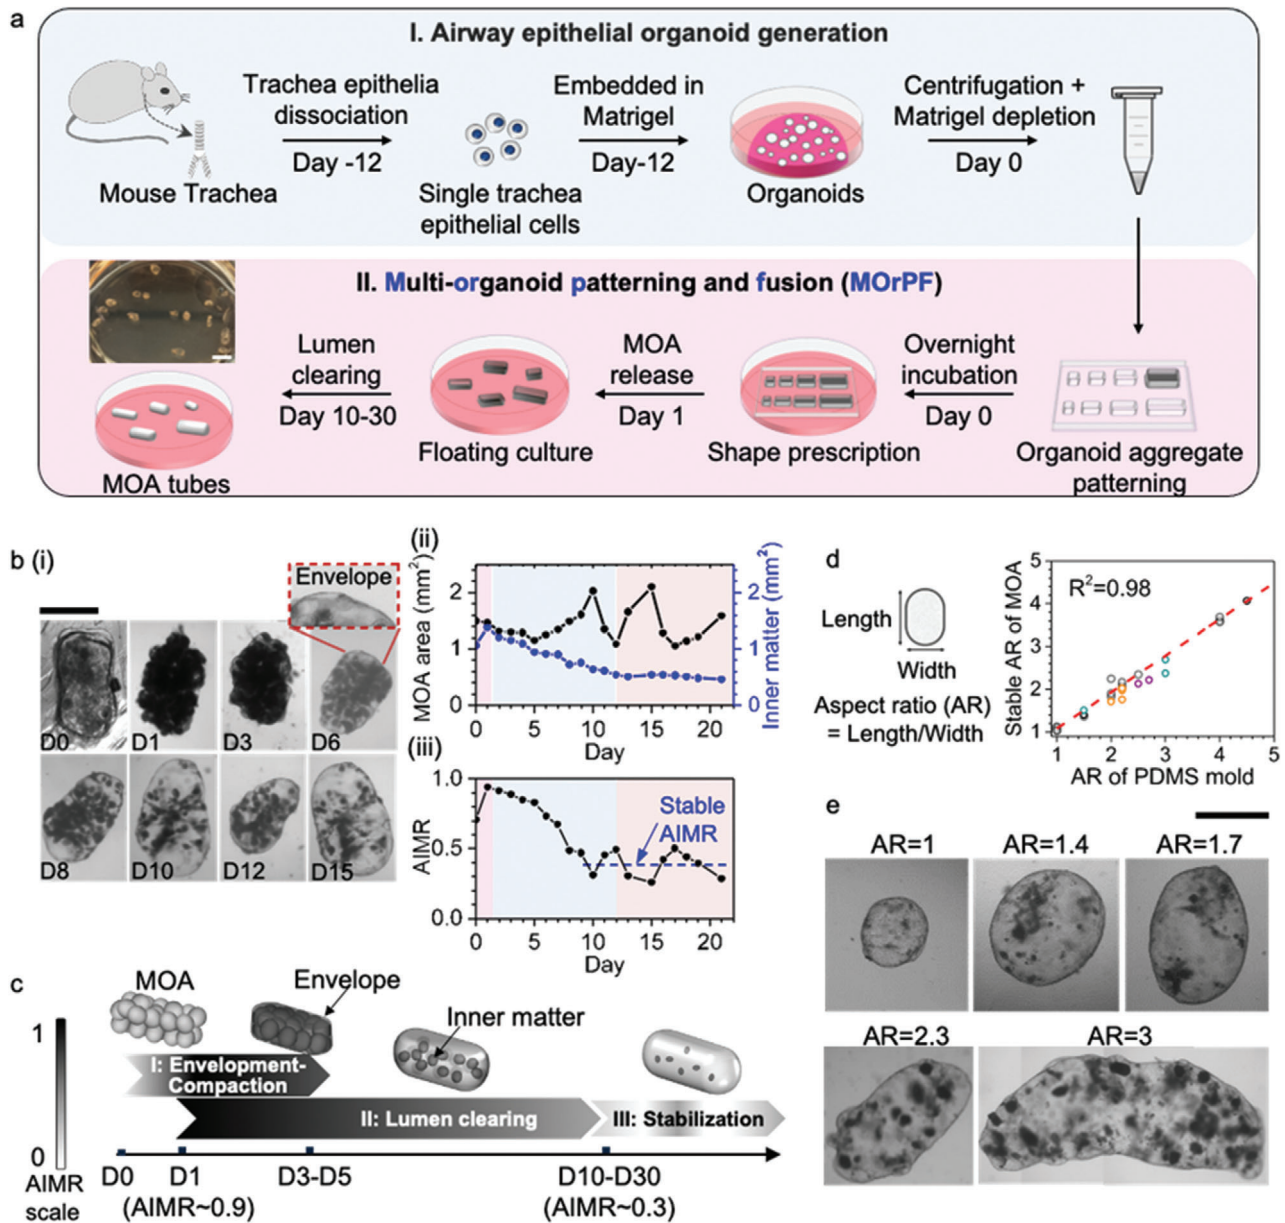 a
I. Airway epithelial organoid generation
Trachea epithelia
dissociation
Day -12
Embedded in
Matrigel
Day-12
Centrifugation +
Matrigel depletion
Day 0
Mouse Trachea
Single trachea
epithelial cells
Organoids
II. Multi-organoid patterning and fusion (MOrPF)
Lumen
clearing
Day 10-30
MOA
release
Day 1
Overnight
incubation
Day 0
MOA tubes
Floating culture
Shape prescription
Organoid aggregate
patterning
b (i)
Envelope
D0
D1
D3
D6
D8
D10
D12
D15
(ii)
MOA area (mm²)
Inner matter (mm²)
2
1
0
2
1
0
0 5 10 15 20
Day
(iii)
AIMR
1.0
0.5
0.0
Stable
AIMR
0 5 10 15 20
Day
c
MOA
Envelope
Inner matter
1
0
AIMR
scale
I: Envelopment-
Compaction
II: Lumen clearing
III: Stabilization
D0 D1 D3-D5 D10-D30
(AIMR~0.9) (AIMR~0.3)
d
Length
Width
Aspect ratio (AR)
= Length/Width
Stable AR of MOA
R²=0.98
5
4
3
2
1
1 2 3 4 5
AR of PDMS mold
e
AR=1
AR=1.4
AR=1.7
AR=2.3
AR=3